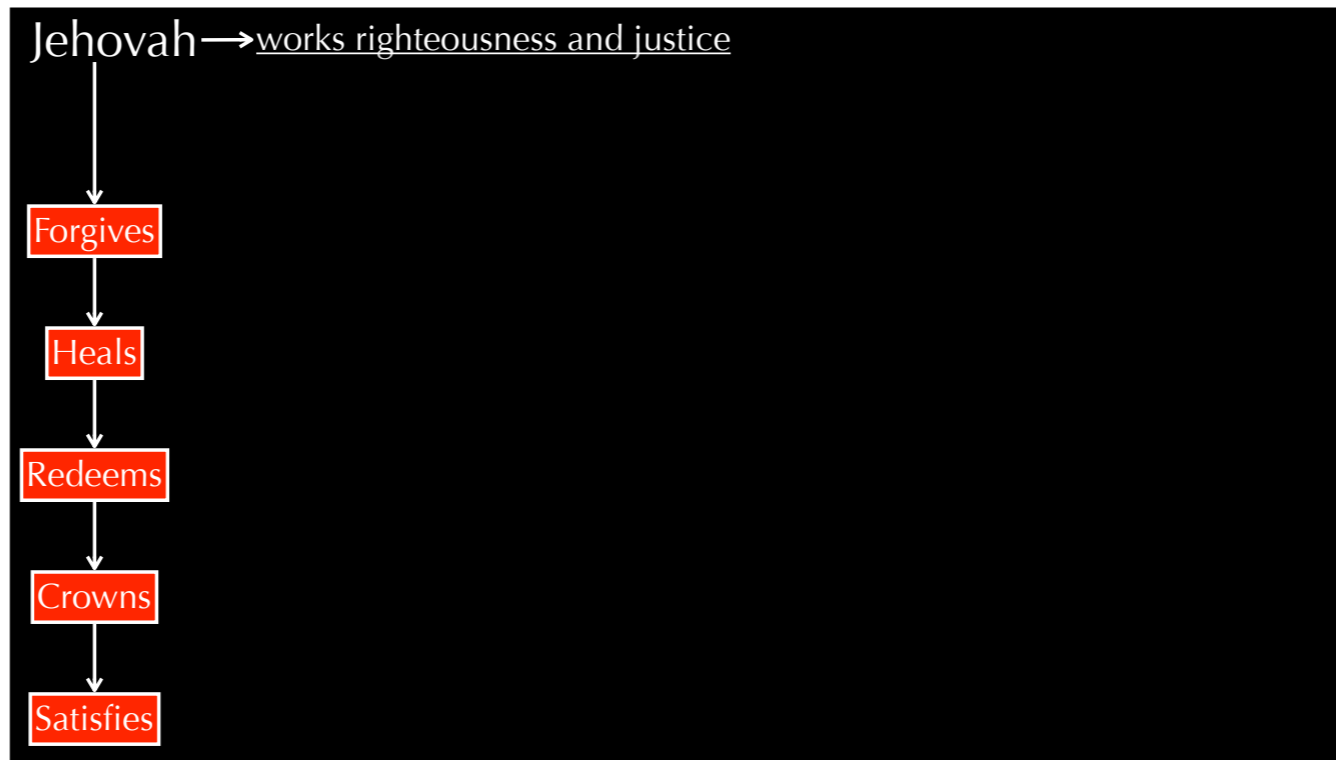 Jehovah works righteousness and justice
Forgives
Heals
Redeems
Crowns
Satisfies